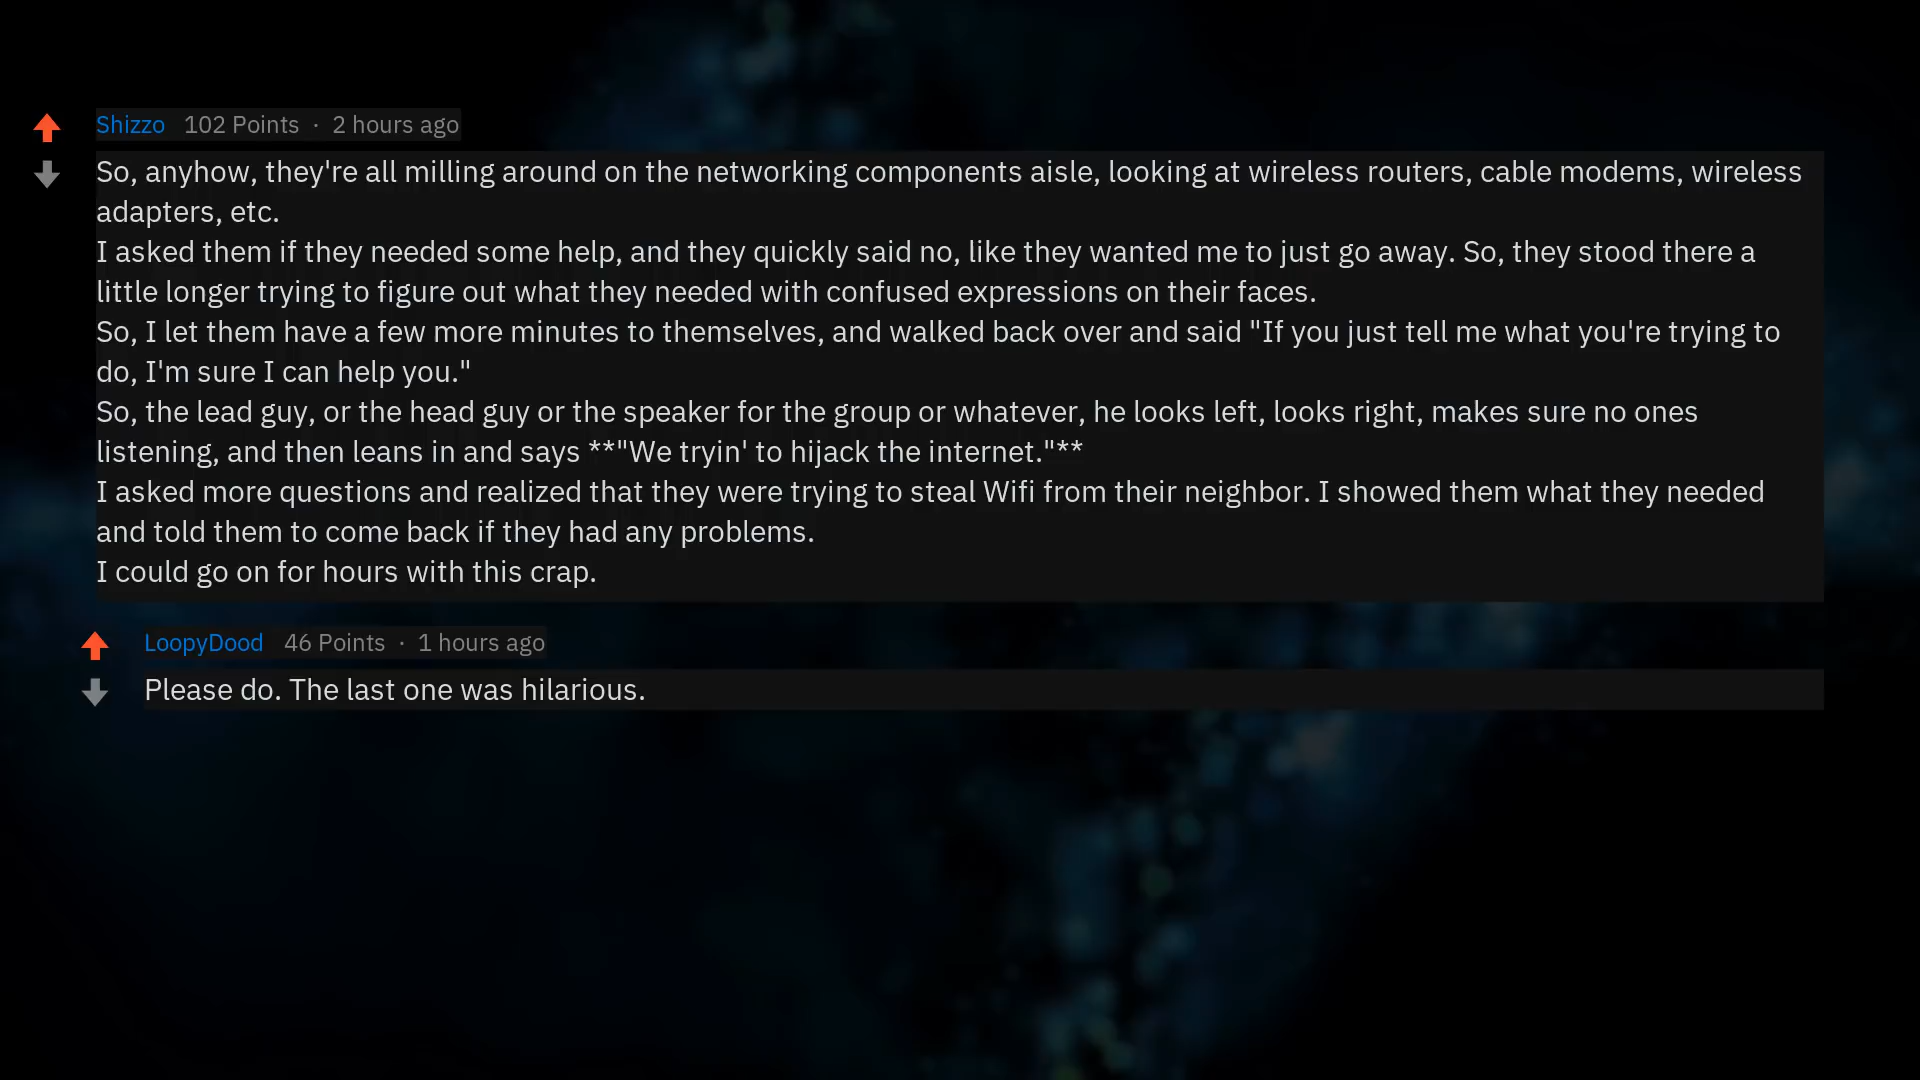 Shizzo 102 Points · 2 hours ago
So, anyhow, they're all milling around on the networking components aisle, looking at wireless routers, cable modems, wireless
adapters, etc.
I asked them if they needed some help, and they quickly said no, like they wanted me to just go away. So, they stood there a
little longer trying to figure out what they needed with confused expressions on their faces.
So, I let them have a few more minutes to themselves, and walked back over and said "If you just tell me what you're trying to
do, I'm sure I can help you."
So, the lead guy, or the head guy or the speaker for the group or whatever, he looks left, looks right, makes sure no ones
listening, and then leans in and says **"We tryin' to hijack the internet."**
I asked more questions and realized that they were trying to steal Wifi from their neighbor. I showed them what they needed
and told them to come back if they had any problems.
I could go on for hours with this crap.
LoopyDood 46 Points · 1 hours ago
Please do. The last one was hilarious.